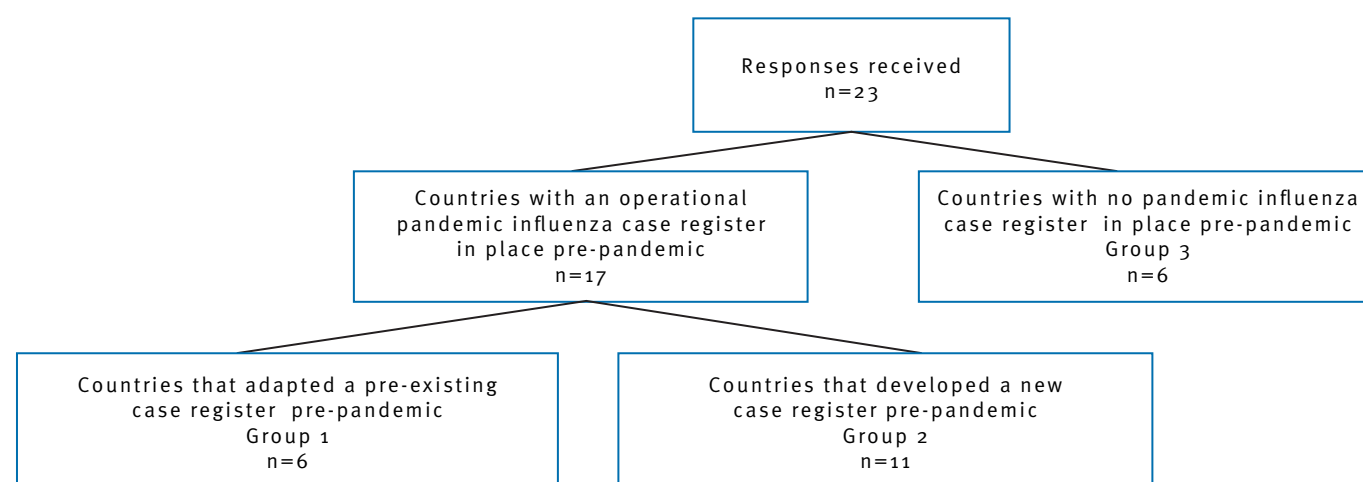 Responses received
n=23
Countries with an operational
pandemic influenza case register
in place pre-pandemic
n=17
Countries with no pandemic influenza
case register in place pre-pandemic
Group 3
n=6
Countries that adapted a pre-existing
case register pre-pandemic
Group 1
n=6
Countries that developed a new
case register pre-pandemic
Group 2
n=11